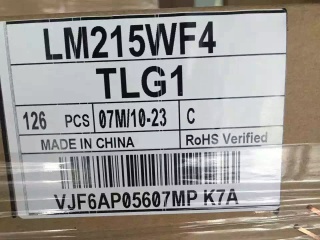 LM215WF4
TLG1
126 PCS 07M/10-23 C
MADE IN CHINA RoHS Verified
VJF6AP05607MP K7A